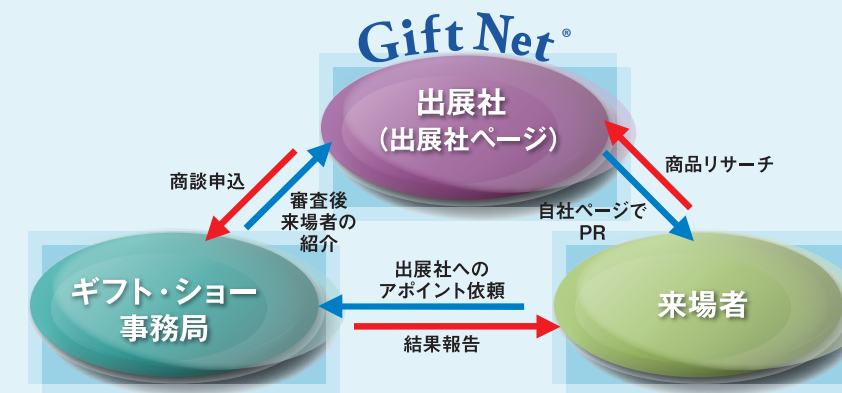 Gift Net®
出展社
（出展社ページ）
商談申込
審査後
来場者の
紹介
商品リサーチ
自社ページで
PR
ギフト・ショー
事務局
出展社への
アポイント依頼
結果報告
来場者